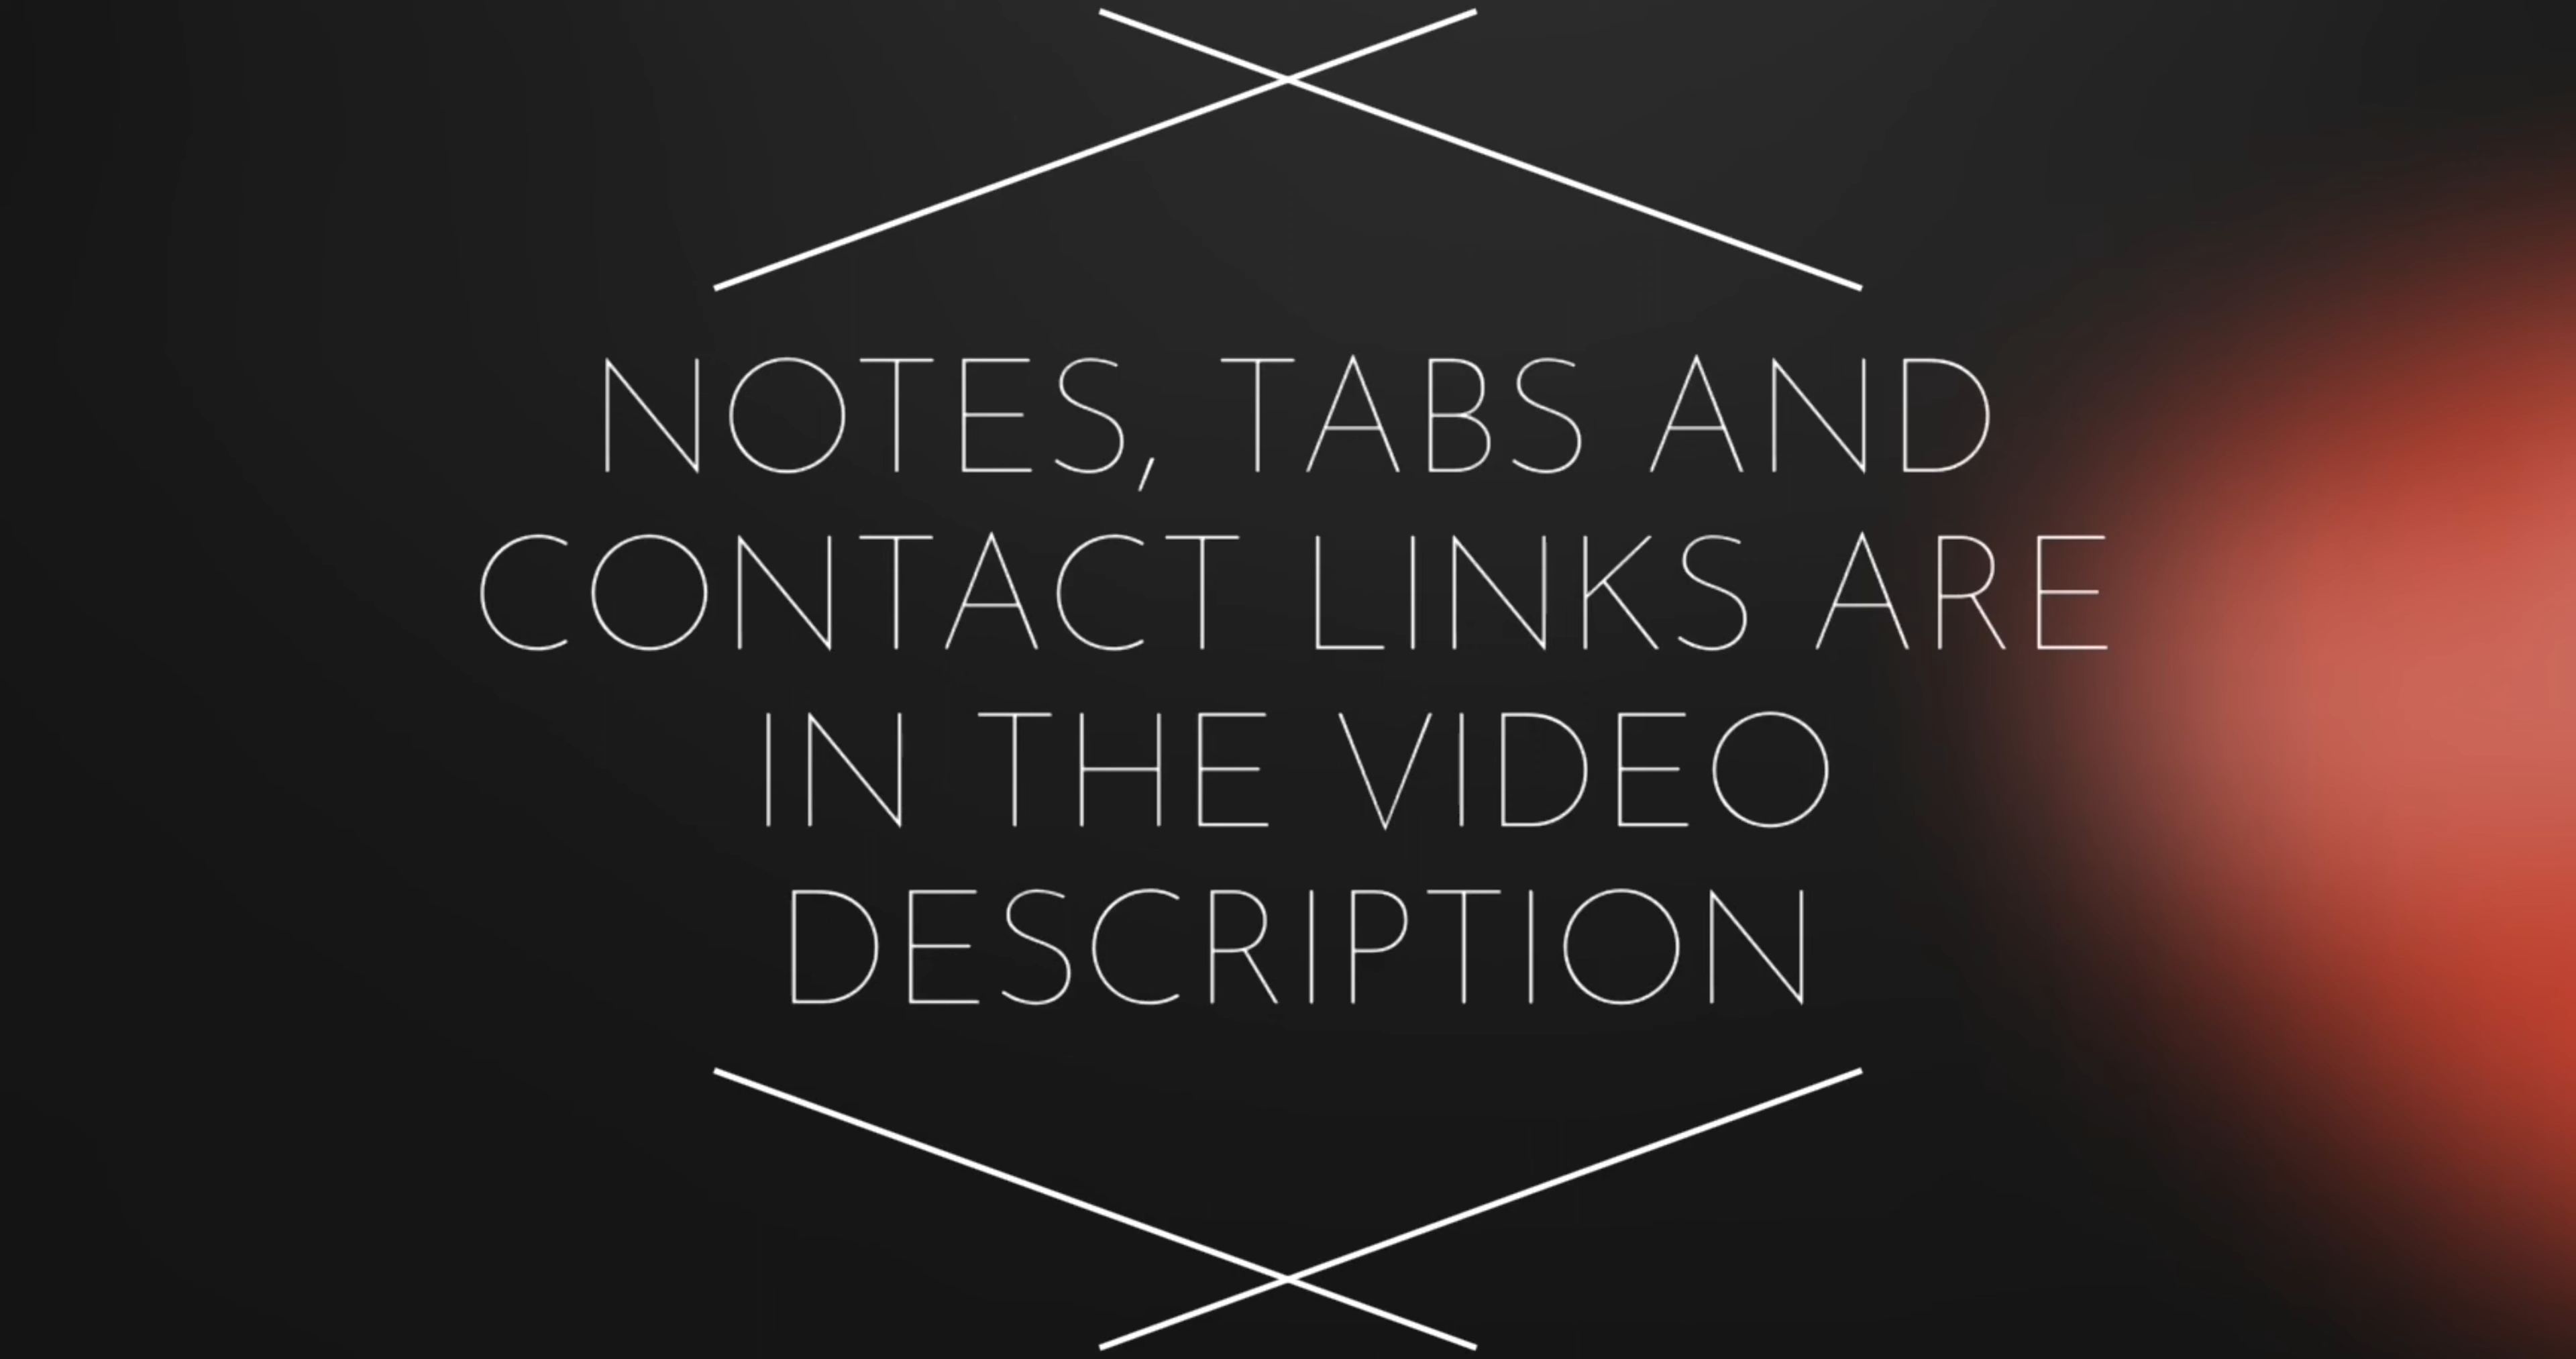 NOTES, TABS AND
CONTACT LINKS ARE
IN THE VIDEO
DESCRIPTION